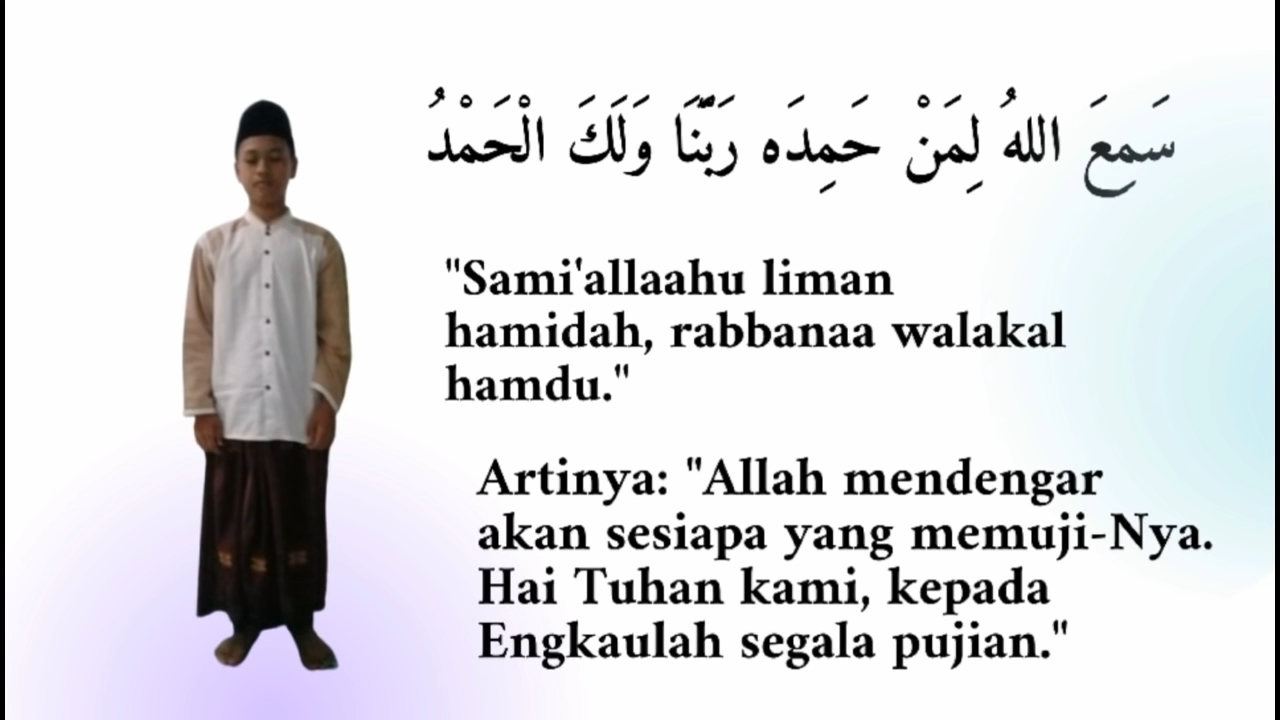 سَمِعَ اللهُ لِمَنْ حَمِدَه رَبَّنَا وَلَكَ الْحَمْدُ
"Sami'allaahu liman
hamidah, rabbanaa walakal
hamdu."
Artinya: "Allah mendengar
akan sesiapa yang memuji-Nya.
Hai Tuhan kami, kepada
Engkaulah segala pujian."